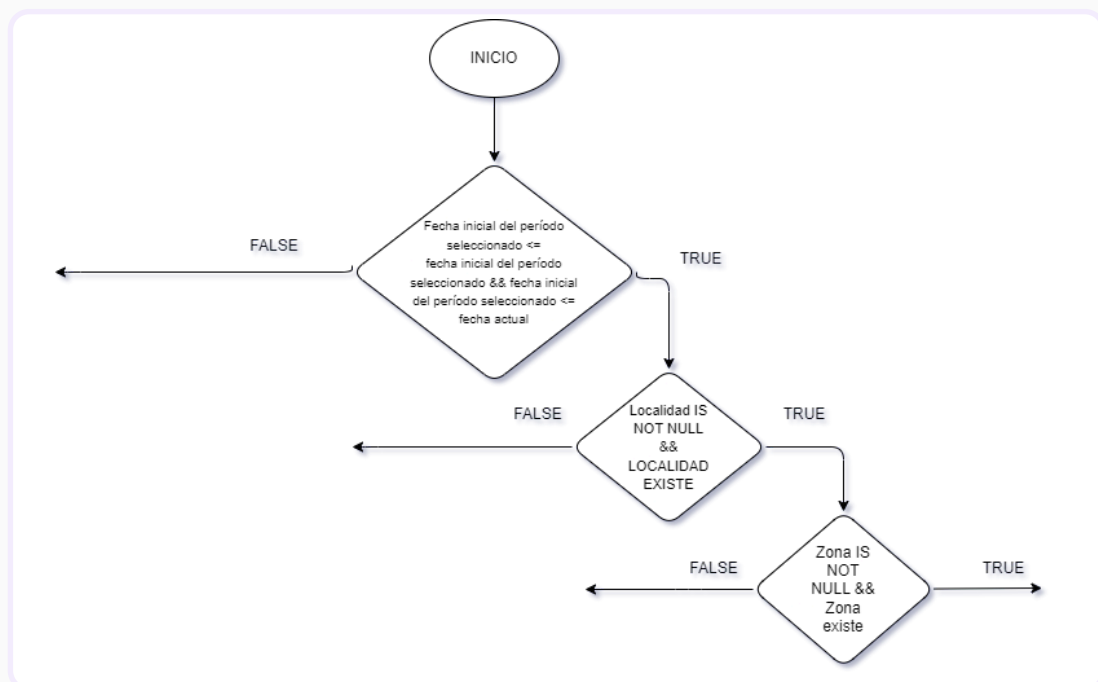 INICIO
Fecha inicial del período
seleccionado <=
fecha inicial del período
seleccionado && fecha inicial
del período seleccionado <=
fecha actual
FALSE
TRUE
Localidad IS
NOT NULL
&&
LOCALIDAD
EXISTE
FALSE
TRUE
Zona IS
NOT
NULL &&
Zona
existe
FALSE
TRUE